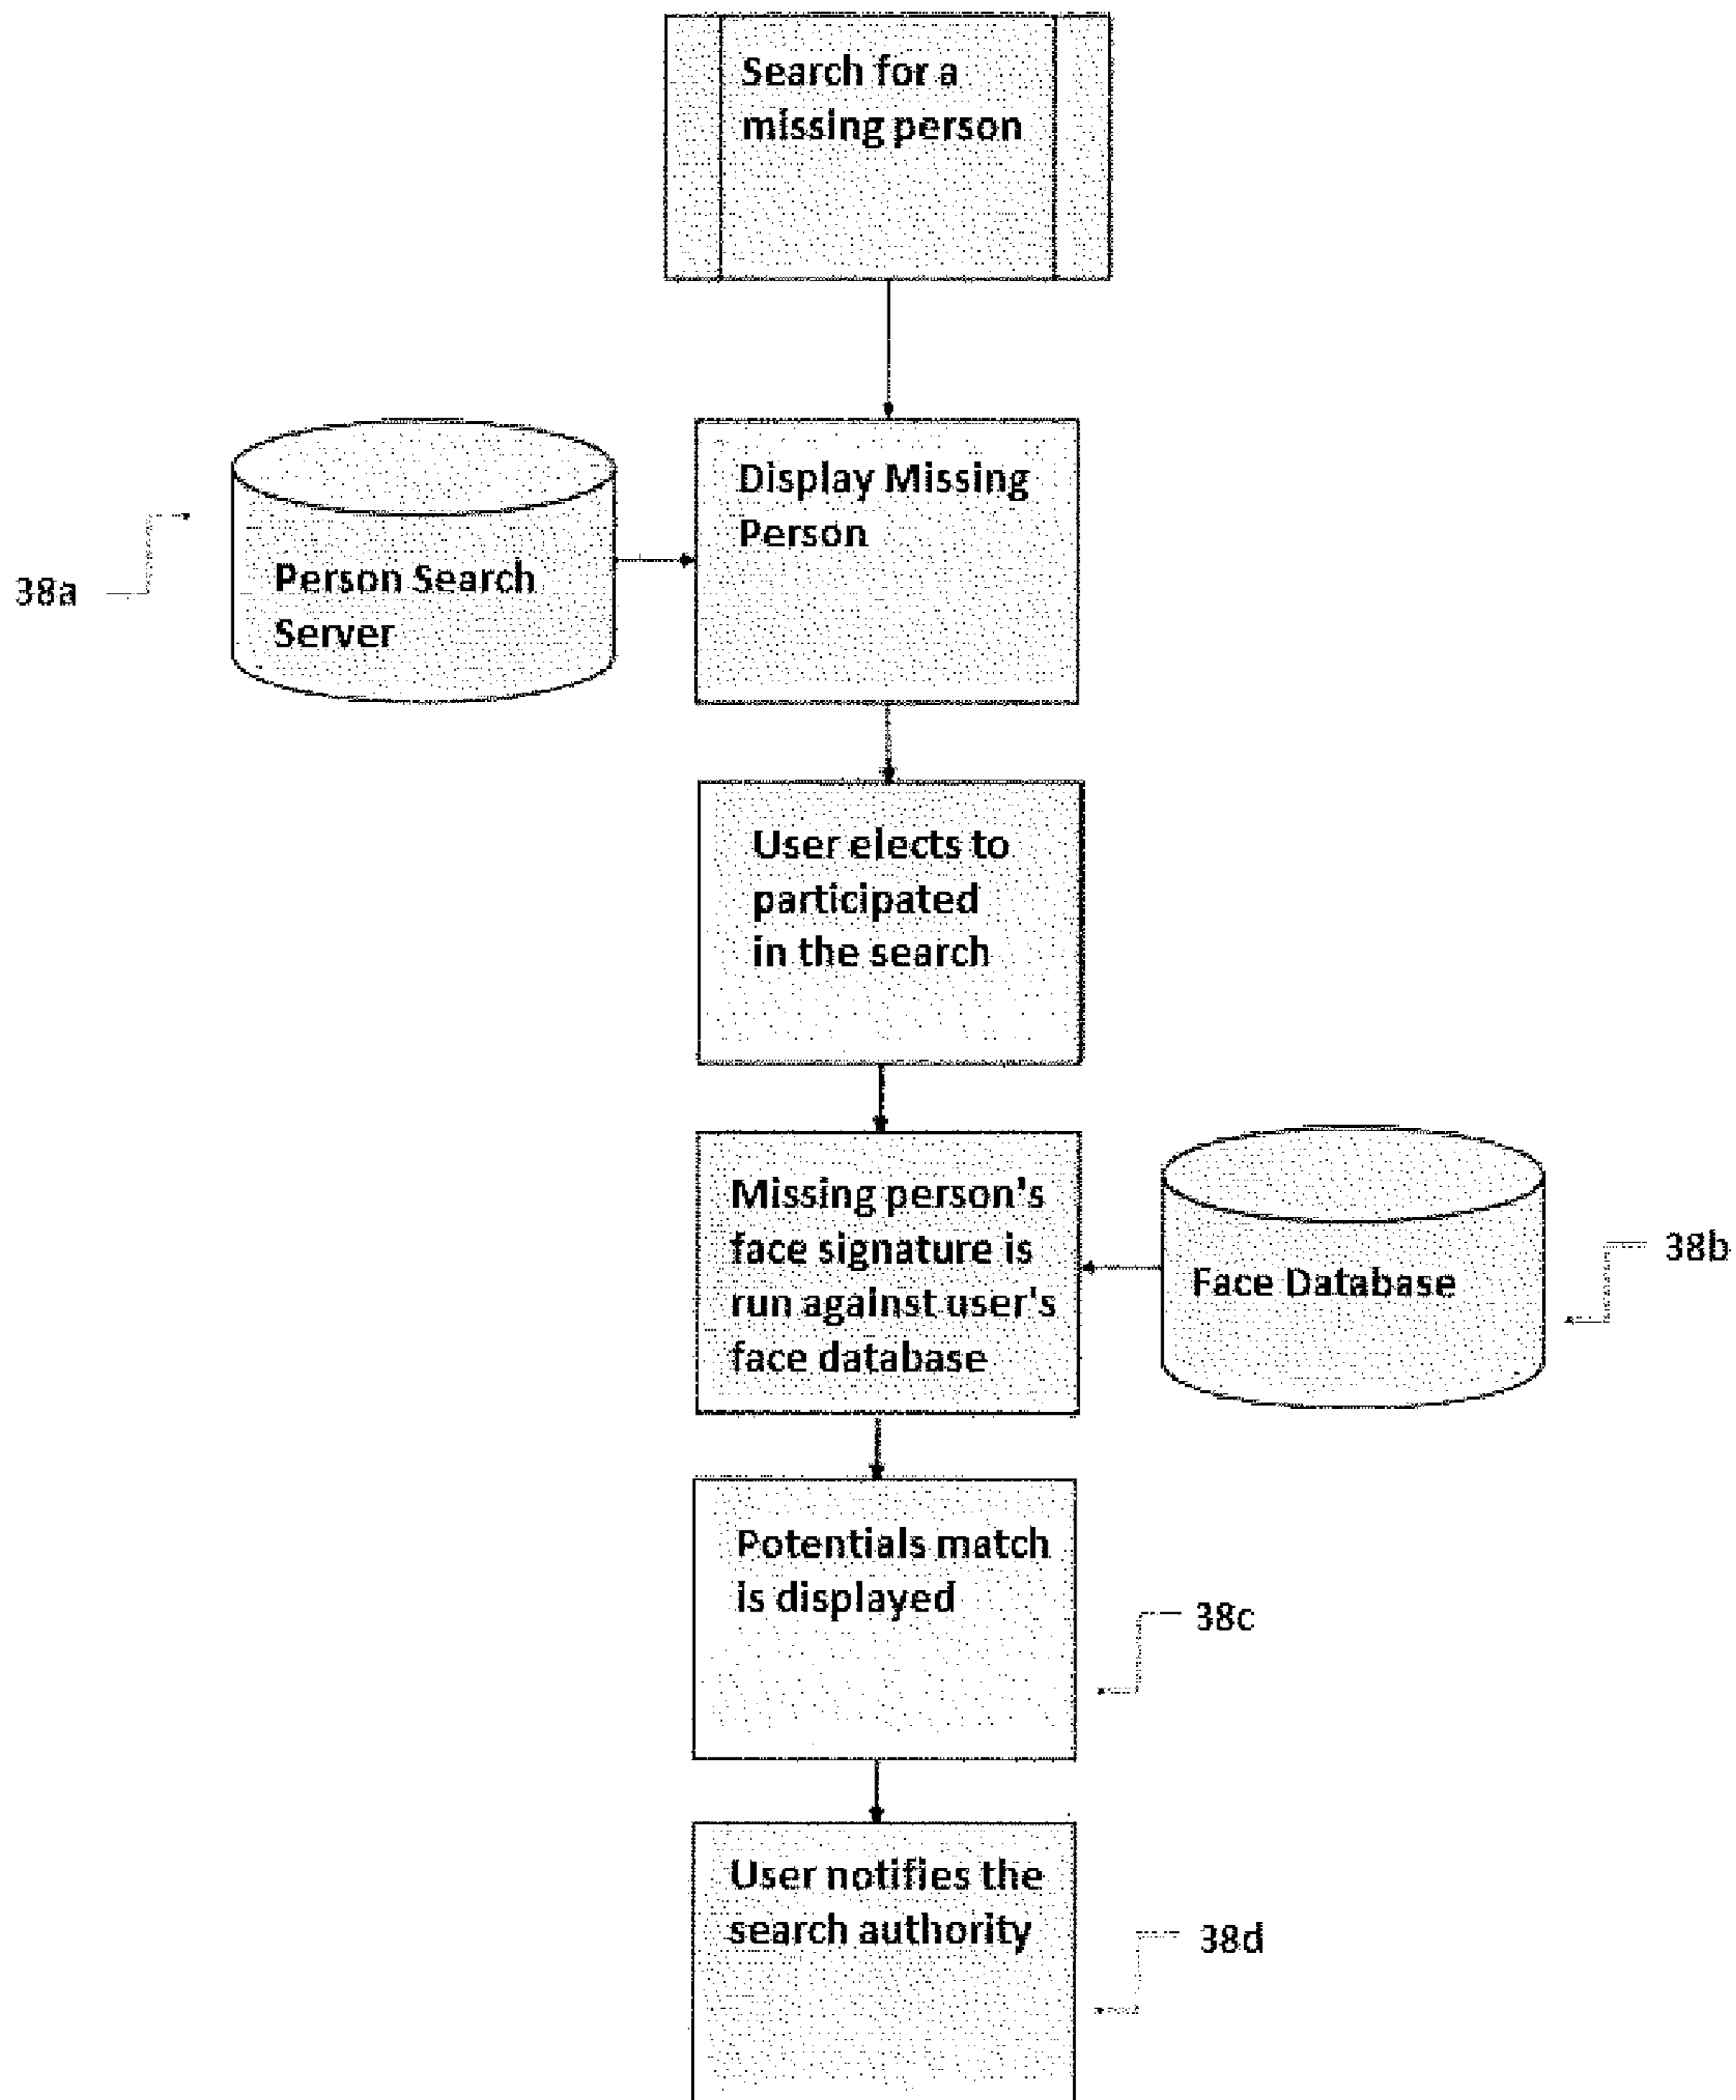 Search for a
missing person
Display Missing
Person
38a
Person Search
Server
User elects to
participated
in the search
Missing person's
face signature is
run against user's
face database
Face Database
38b
Potentials match
is displayed
38c
User notifies the
search authority
38d